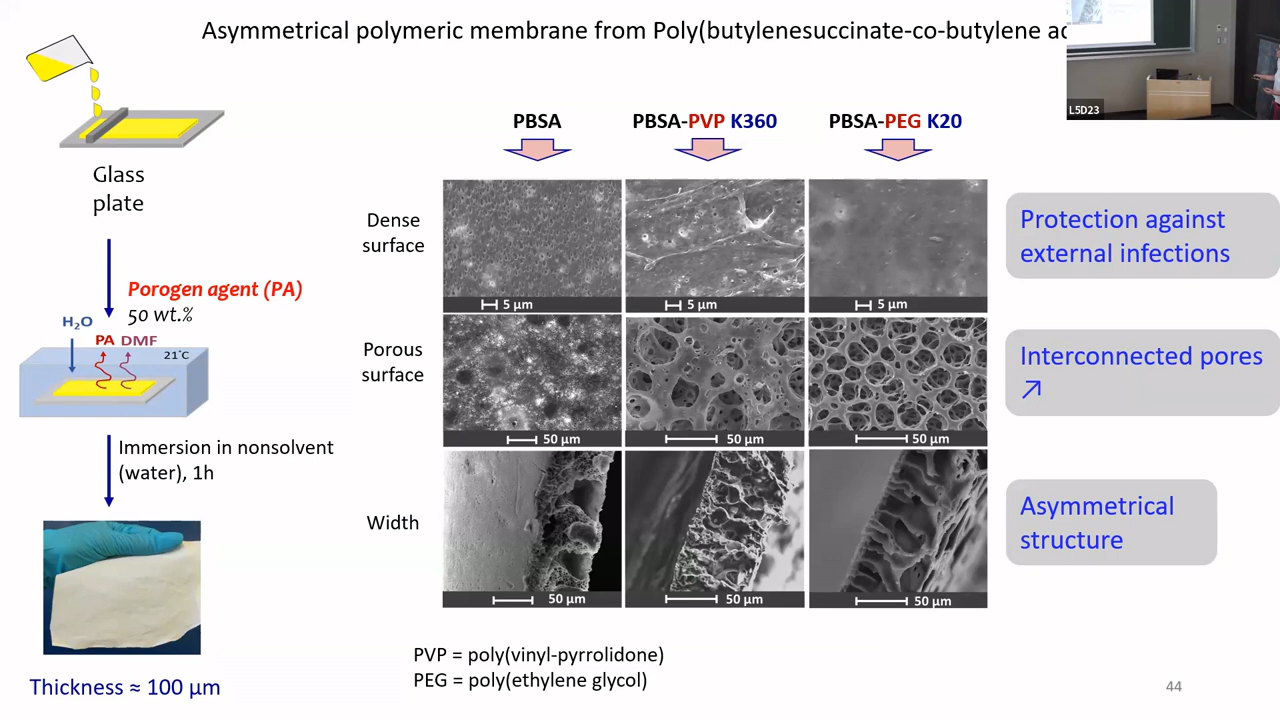 Asymmetrical polymeric membrane from Poly(butylenesuccinate-co-butylene
L5D23
Glass
plate
Porogen agent (PA)
50 wt.%
H₂O
PA DMF
21°C
Immersion in nonsolvent
(water), 1h
Thickness ≈ 100 µm
PBSA
PBSA-PVP K360
PBSA-PEG K20
Dense
surface
5 µm
5 µm
5 µm
Protection against
external infections
Porous
surface
50 µm
50 µm
50 µm
Interconnected pores
↗
Width
50 µm
50 µm
50 µm
Asymmetrical
structure
PVP = poly(vinyl-pyrrolidone)
PEG = poly(ethylene glycol)
44